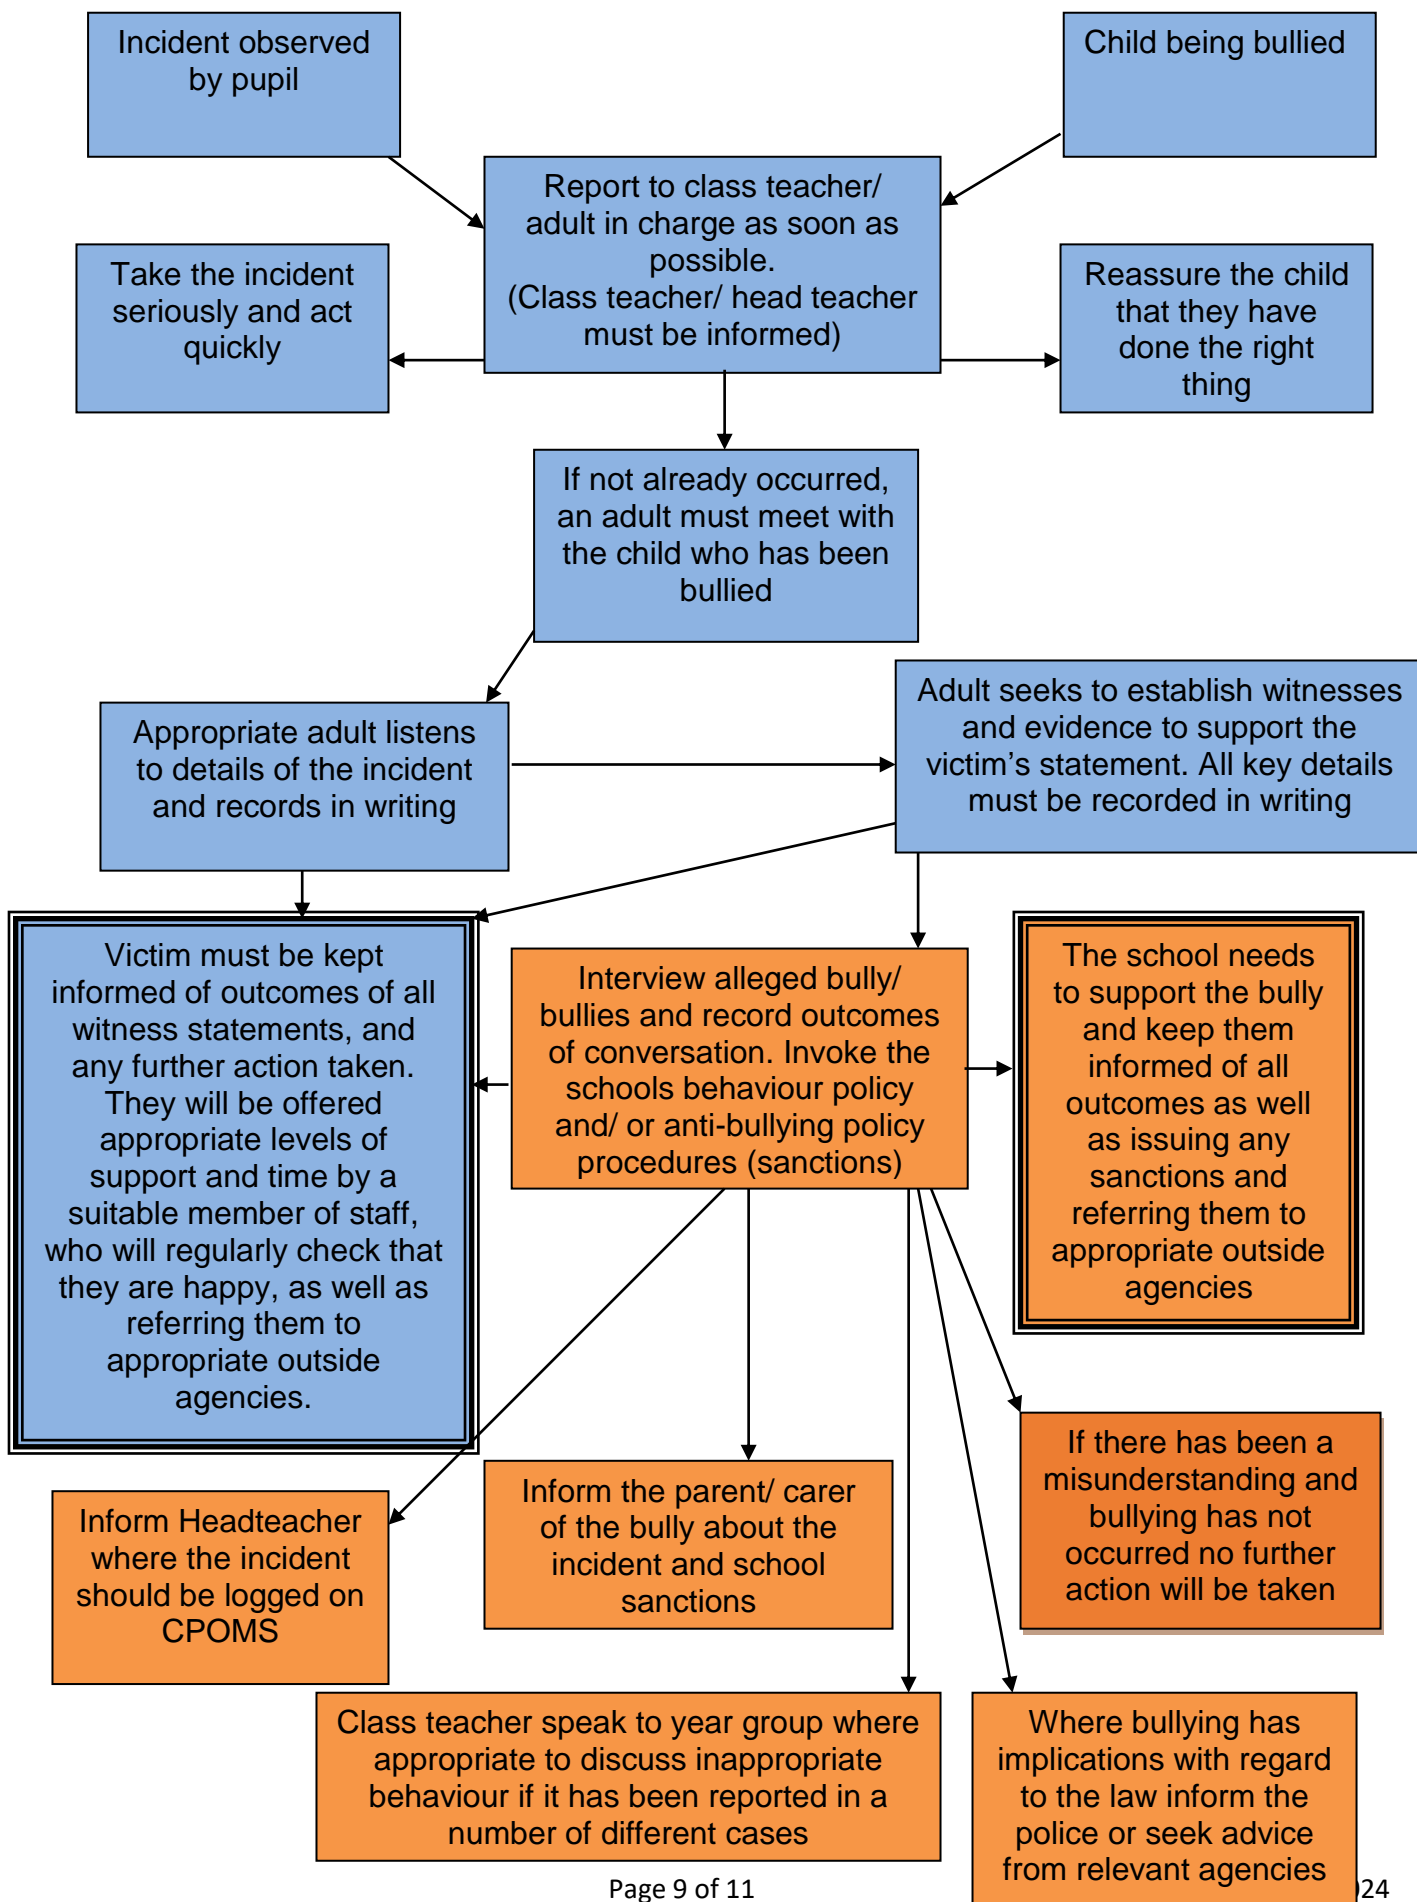 Incident observed
by pupil
Child being bullied
Report to class teacher/
adult in charge as soon as
possible.
(Class teacher/ head teacher
must be informed)
Take the incident
seriously and act
quickly
Reassure the child
that they have
done the right
thing
If not already occurred,
an adult must meet with
the child who has been
bullied
Appropriate adult listens
to details of the incident
and records in writing
Adult seeks to establish witnesses
and evidence to support the
victim’s statement. All key details
must be recorded in writing
Victim must be kept
informed of outcomes of all
witness statements, and
any further action taken.
They will be offered
appropriate levels of
support and time by a
suitable member of staff,
who will regularly check that
they are happy, as well as
referring them to
appropriate outside
agencies.
Interview alleged bully/
bullies and record outcomes
of conversation. Invoke the
schools behaviour policy
and/ or anti-bullying policy
procedures (sanctions)
The school needs
to support the bully
and keep them
informed of all
outcomes as well
as issuing any
sanctions and
referring them to
appropriate outside
agencies
Inform Headteacher
where the incident
should be logged on
CPOMS
Inform the parent/ carer
of the bully about the
incident and school
sanctions
If there has been a
misunderstanding and
bullying has not
occurred no further
action will be taken
Class teacher speak to year group where
appropriate to discuss inappropriate
behaviour if it has been reported in a
number of different cases
Where bullying has
implications with regard
to the law inform the
police or seek advice
from relevant agencies
Page 9 of 11